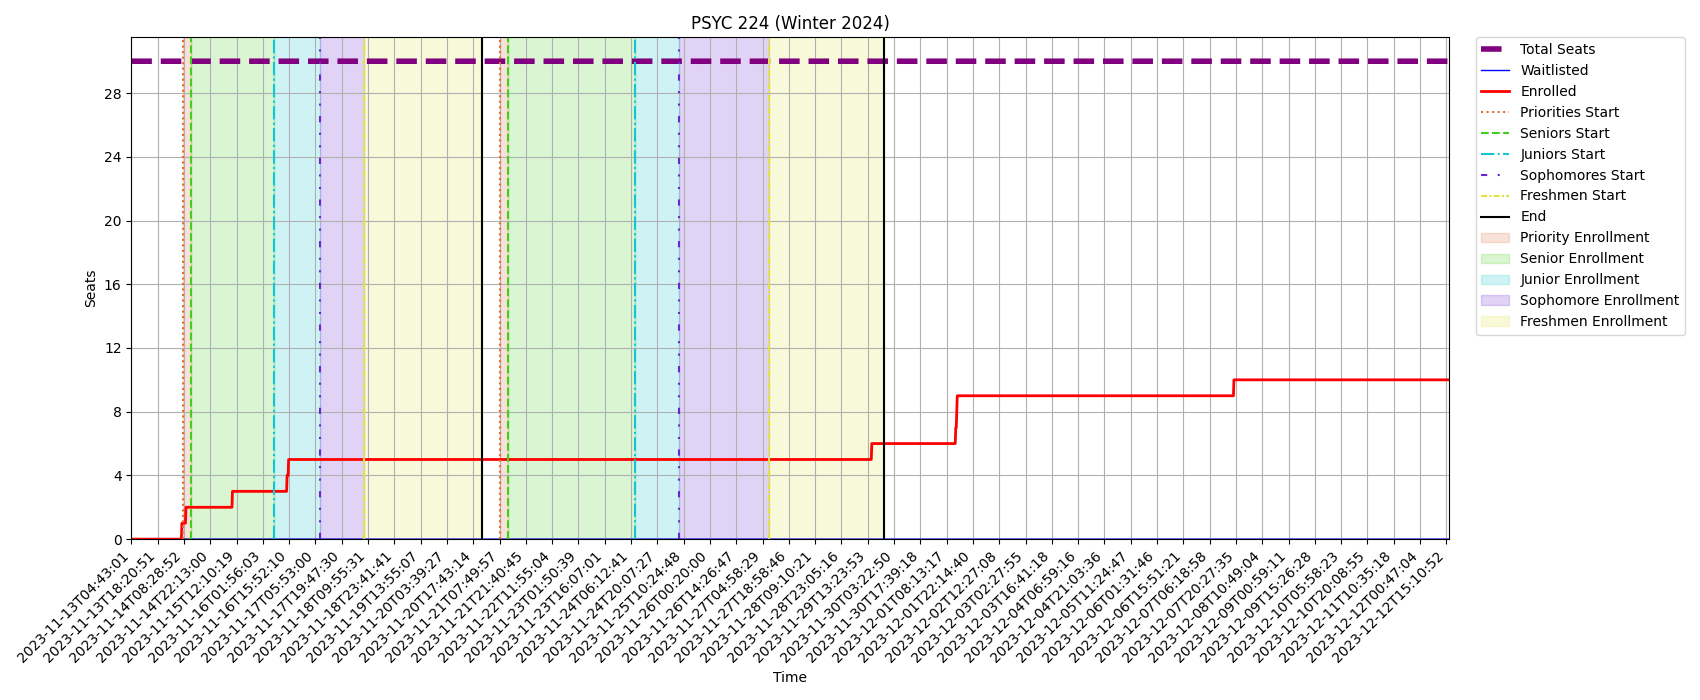 PSYC 224 (Winter 2024)
Total Seats
Waitlisted
Enrolled
Priorities Start
Seniors Start
Juniors Start
Sophomores Start
Freshmen Start
End
Priority Enrollment
Senior Enrollment
Junior Enrollment
Sophomore Enrollment
Freshmen Enrollment
Seats
28
24
20
16
12
8
4
0
2023-11-13T04:43:01
2023-11-13T18:20:51
2023-11-14T08:28:52
2023-11-14T22:13:00
2023-11-15T12:10:19
2023-11-16T01:56:03
2023-11-16T15:52:10
2023-11-17T05:53:00
2023-11-17T19:47:30
2023-11-18T09:55:31
2023-11-18T23:41:41
2023-11-19T13:55:07
2023-11-20T03:39:27
2023-11-20T17:43:14
2023-11-21T07:49:57
2023-11-21T21:40:45
2023-11-22T11:55:04
2023-11-23T01:50:39
2023-11-23T16:07:01
2023-11-24T06:12:41
2023-11-24T20:07:27
2023-11-25T10:24:48
2023-11-26T00:20:00
2023-11-26T14:26:47
2023-11-27T04:58:29
2023-11-27T18:58:46
2023-11-28T09:10:21
2023-11-28T23:05:16
2023-11-29T13:23:53
2023-11-30T03:22:50
2023-11-30T17:39:18
2023-12-01T08:13:17
2023-12-01T22:14:40
2023-12-02T12:27:08
2023-12-03T03:27:55
2023-12-03T16:41:18
2023-12-04T06:59:16
2023-12-04T21:03:36
2023-12-05T11:24:47
2023-12-06T01:31:46
2023-12-06T15:51:21
2023-12-07T06:18:58
2023-12-07T20:27:35
2023-12-08T10:49:04
2023-12-09T00:59:11
2023-12-09T15:26:28
2023-12-10T05:58:23
2023-12-10T20:08:55
2023-12-11T10:35:18
2023-12-12T00:47:04
2023-12-12T15:10:52
Time